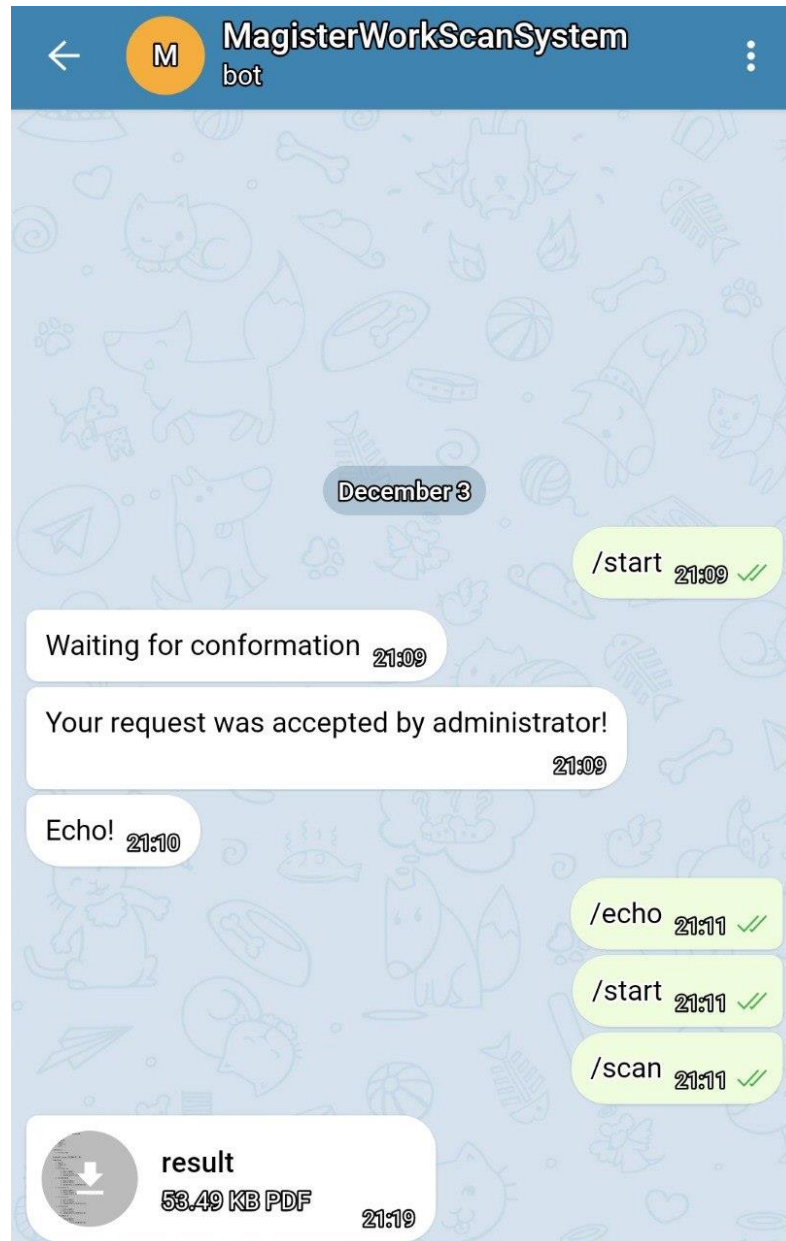 M
MagisterWorkScanSystem
bot
December 3
/start 21:09
Waiting for conformation 21:09
Your request was accepted by administrator!
21:09
Echo! 21:10
/echo 21:11
/start 21:11
/scan 21:11
result
53.49 KB PDF 21:19